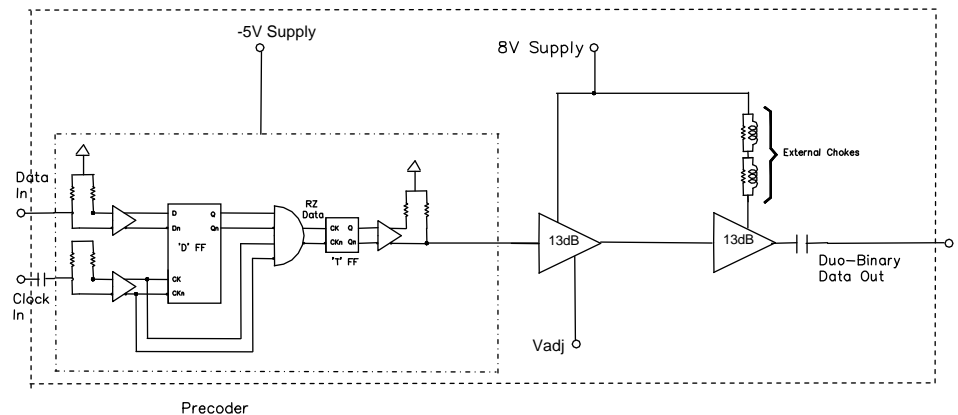 -5V Supply
8V Supply
External Chokes
Data
In
D
Dn
Q
Qn
'D' FF
CK
CKn
RZ
Data
CK
CKn
Q
Qn
'T' FF
13dB
13dB
Duo-Binary
Data Out
Clock
In
Vadj
Precoder